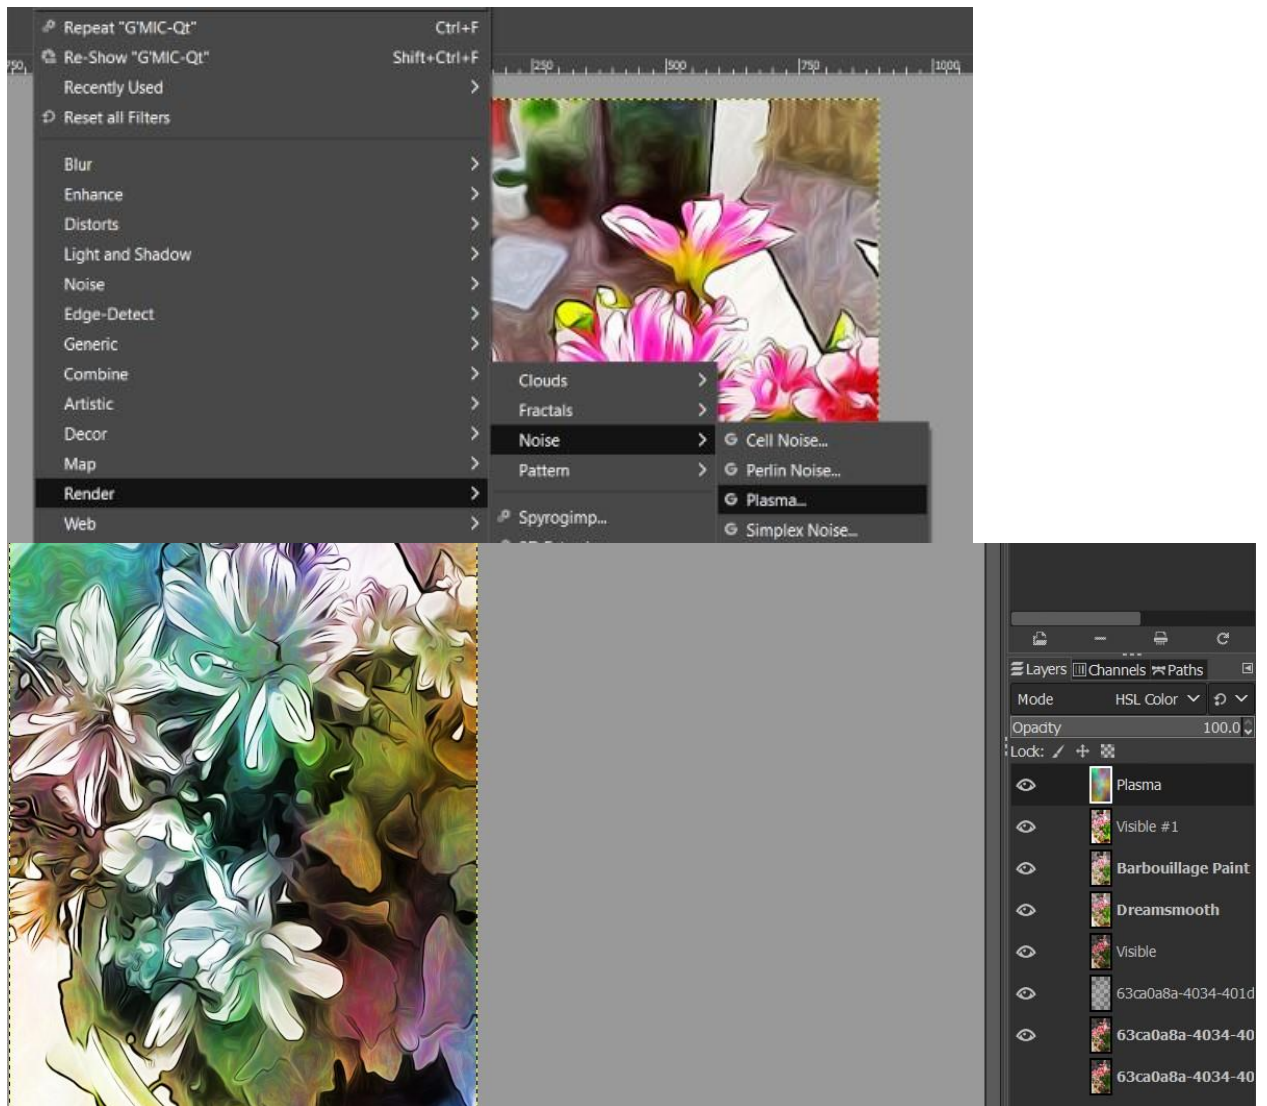 Repeat "G'MIC-Qt" Ctrl+F
Re-Show "G'MIC-Qt" Shift+Ctrl+F
Recently Used
Reset all Filters
250 500 750 1000
Blur
Enhance
Distorts
Light and Shadow
Noise
Edge-Detect
Generic
Combine
Artistic
Decor
Map
Render
Web
Clouds
Fractals
Noise
Pattern
Spyrogimp...
Cell Noise...
Perlin Noise...
Plasma...
Simplex Noise...
Layers Channels Paths
Mode HSL Color
Opacity 100.0
Lock:
Plasma
Visible #1
Barbouillage Paint
Dreamsmooth
Visible
63ca0a8a-4034-401d
63ca0a8a-4034-40
63ca0a8a-4034-40